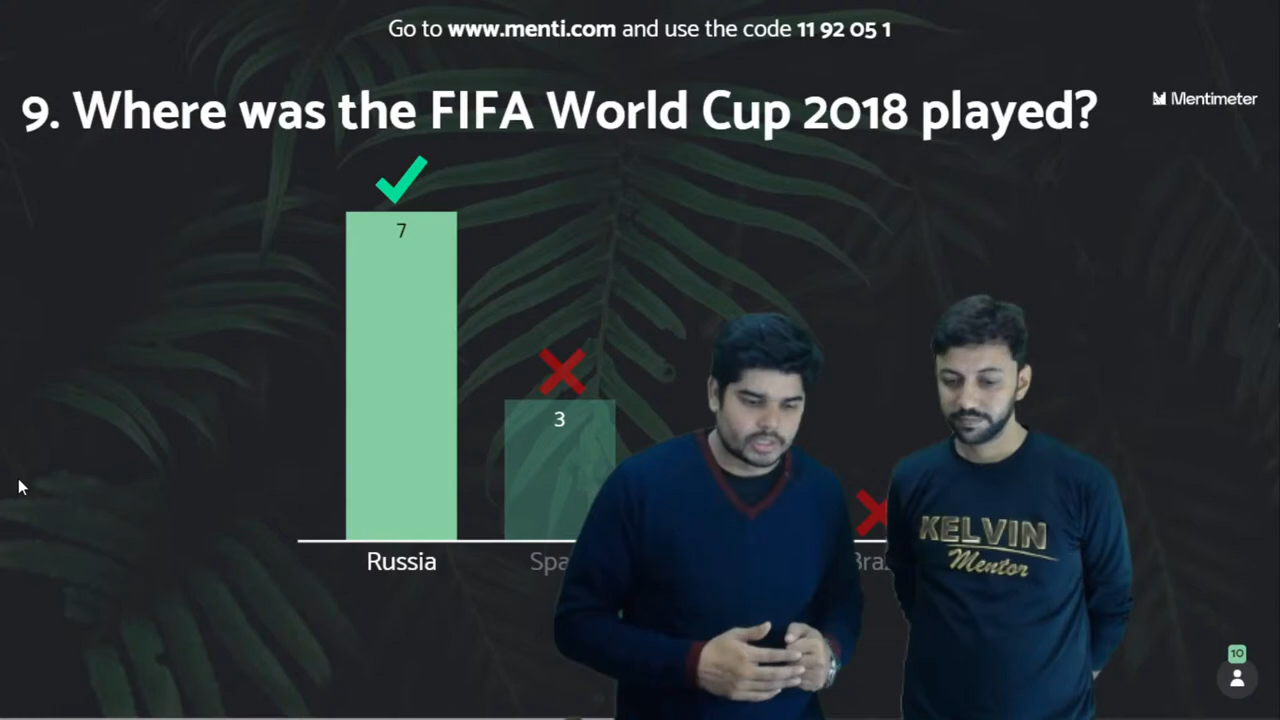 Go to www.menti.com and use the code 11 92 05 1
9. Where was the FIFA World Cup 2018 played?
Mentimeter
7
3
Russia
KELVIN
Mentor
10